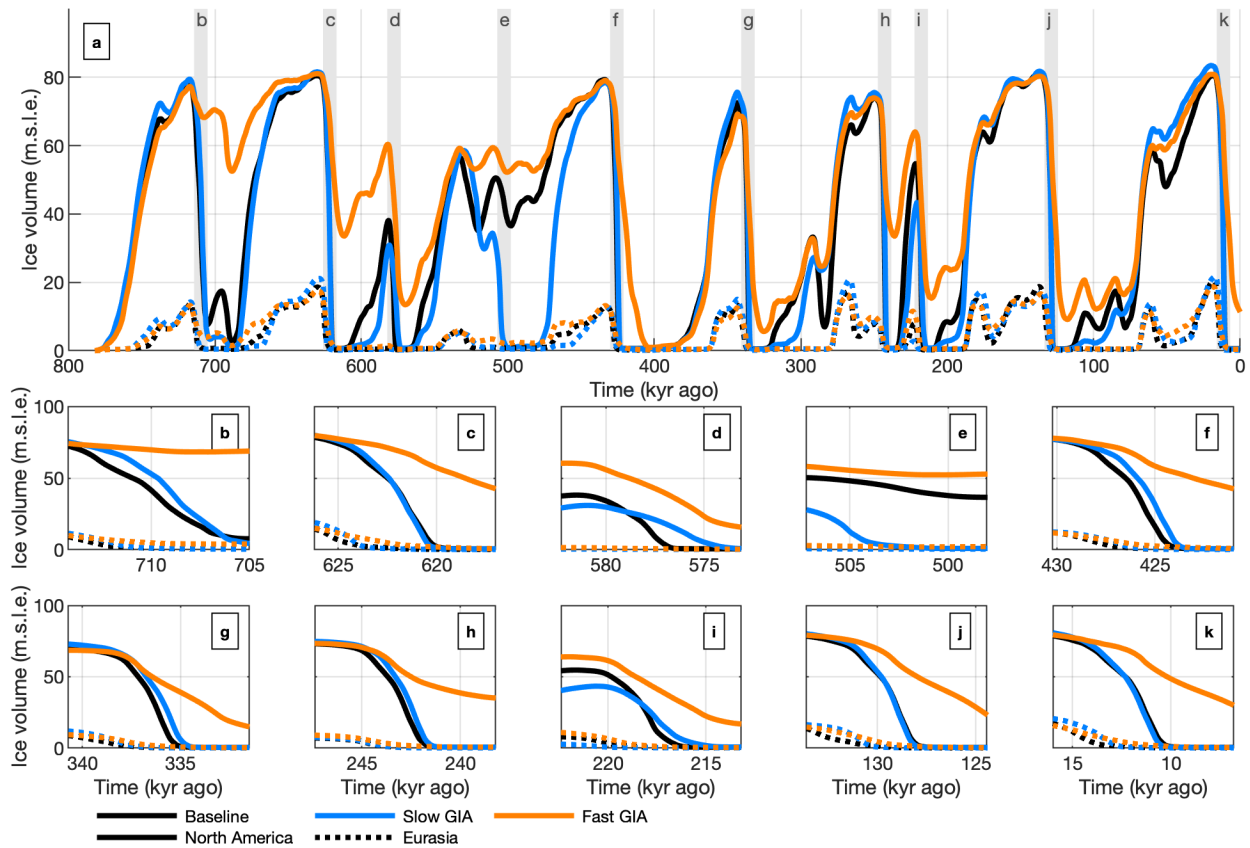 b c d e f g h i j k
a
Ice volume (m.s.l.e.)
80
60
40
20
0
800 700 600 500 400 300 200 100 0
Time (kyr ago)
Ice volume (m.s.l.e.)
100
50
0
b c d e f
710 705 625 620 580 575 505 500 430 425
Ice volume (m.s.l.e.)
100
50
0
g h i j k
340 335 245 240 220 215 130 125 15 10
Time (kyr ago) Time (kyr ago) Time (kyr ago) Time (kyr ago) Time (kyr ago)
Baseline Slow GIA Fast GIA
North America Eurasia